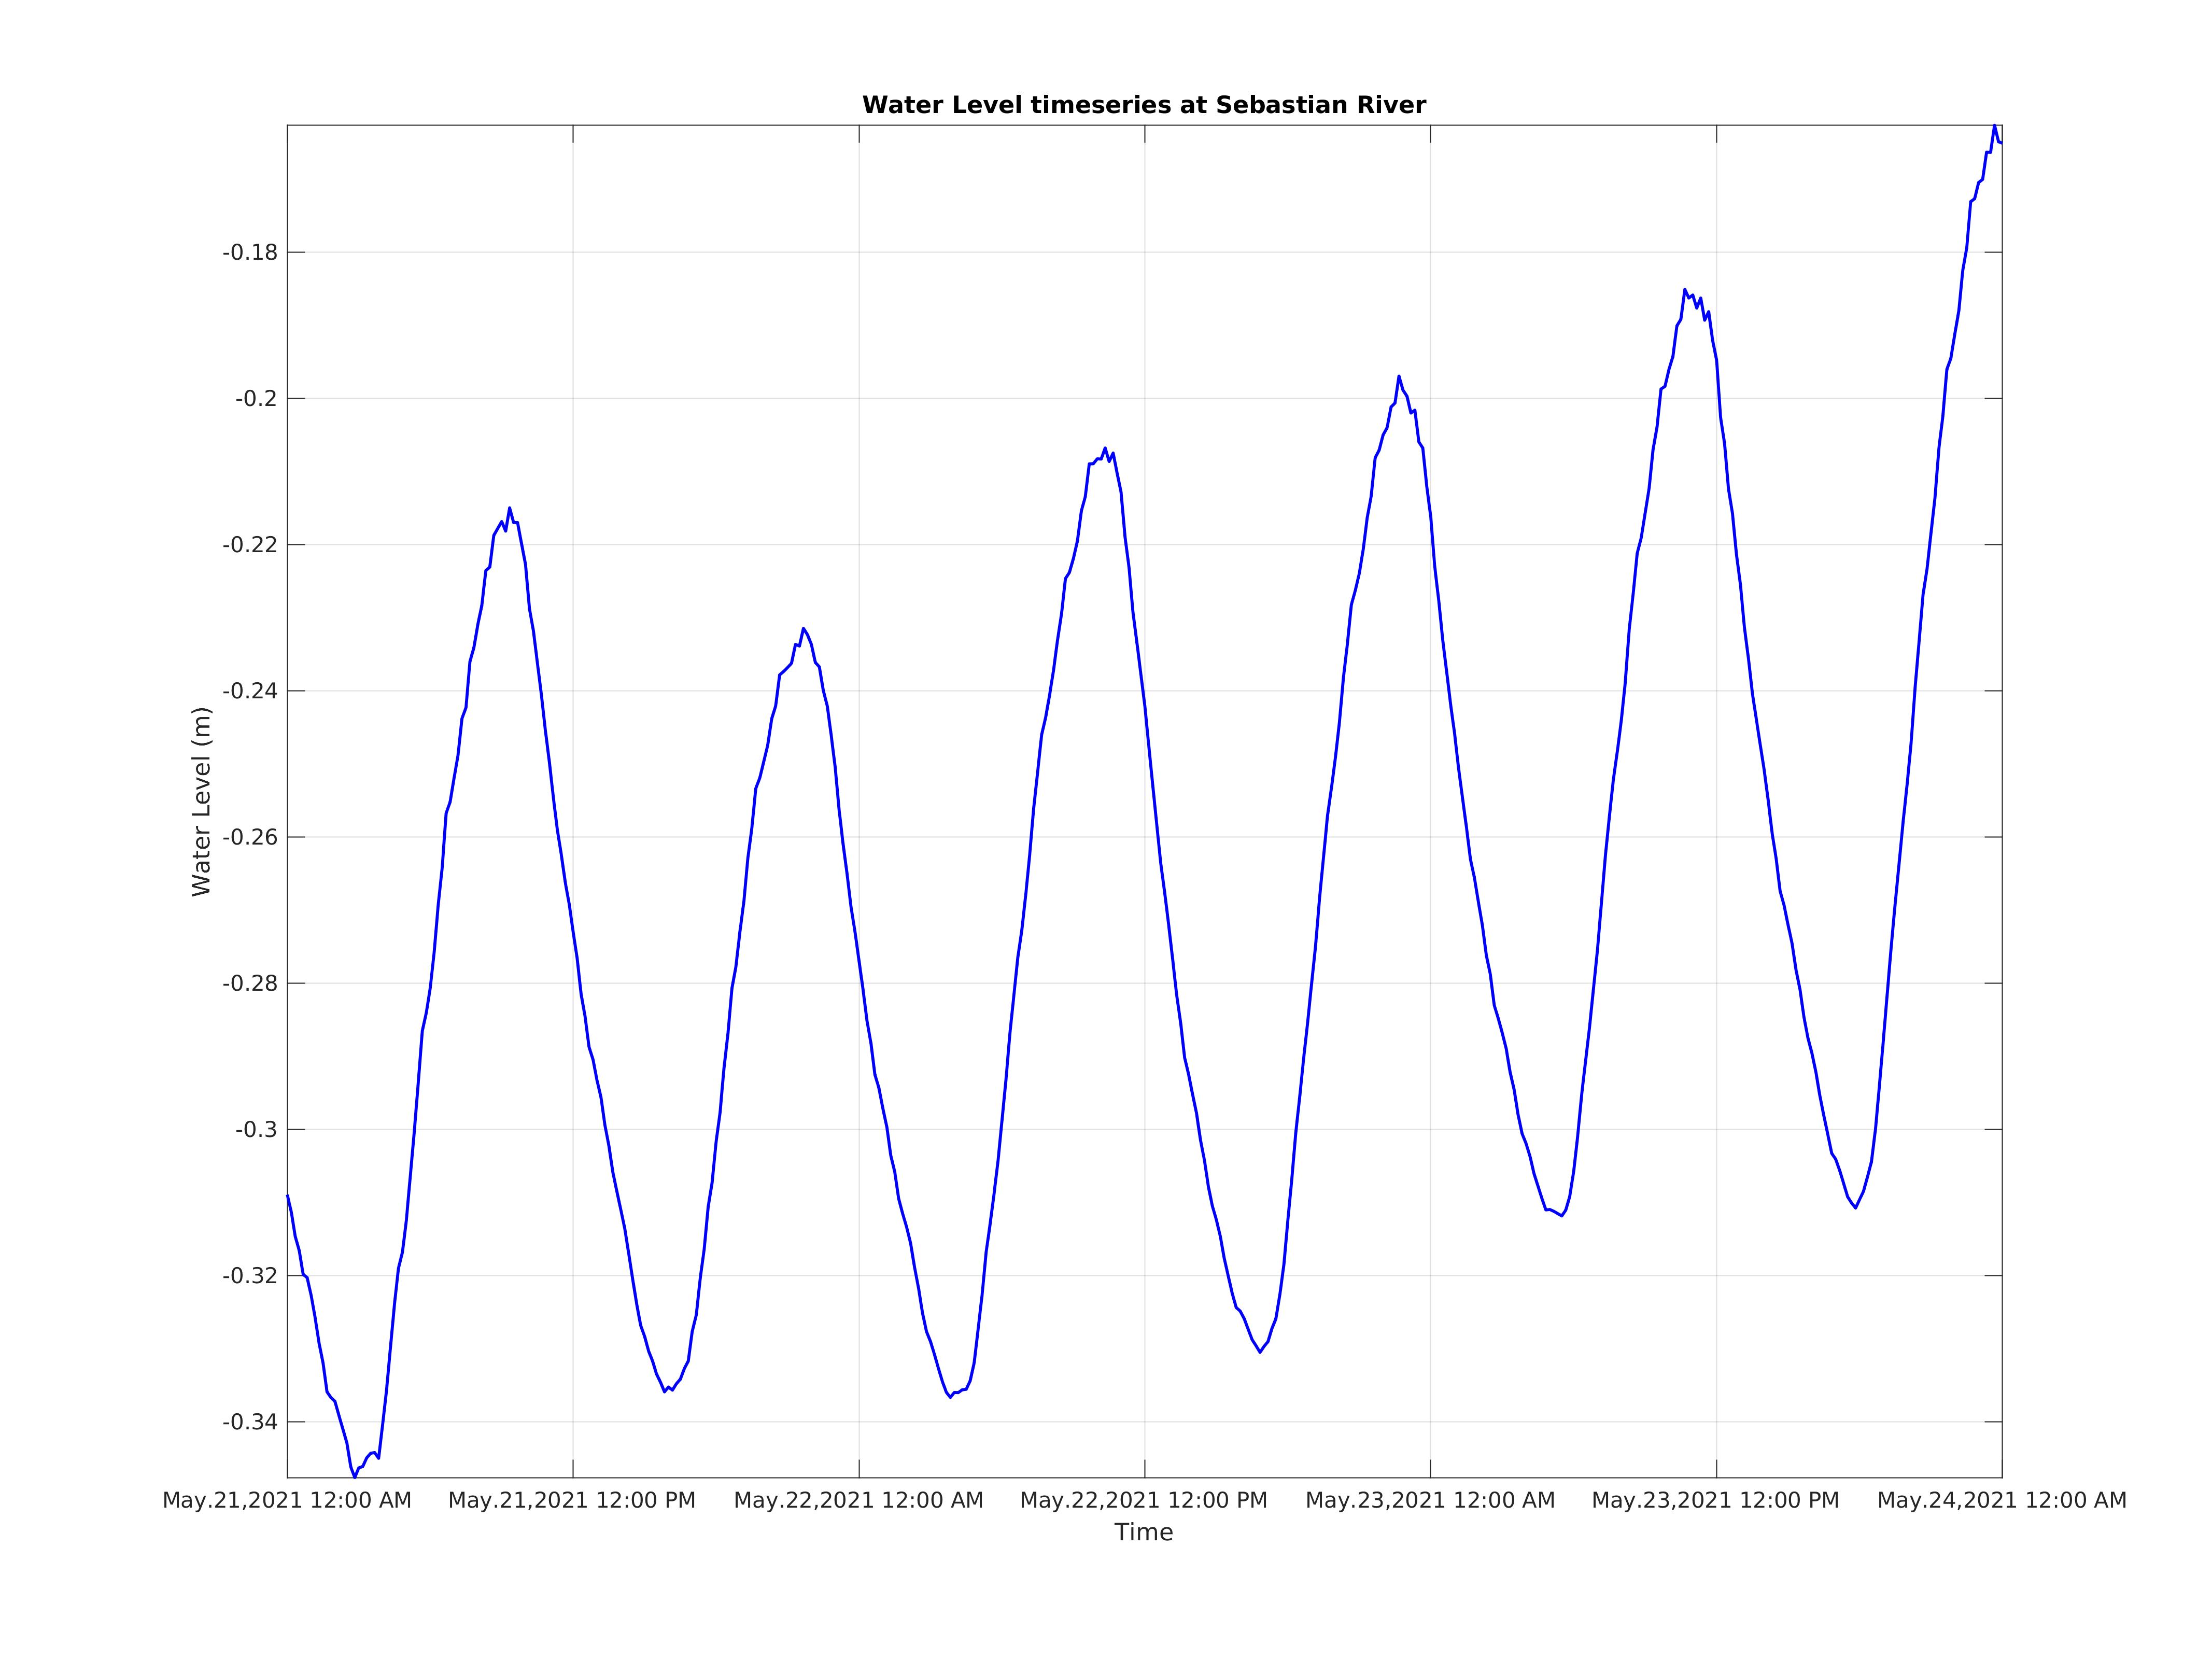 Water Level timeseries at Sebastian River
-0.18
-0.2
-0.22
-0.24
-0.26
-0.28
-0.3
-0.32
-0.34
Water Level (m)
May.21,2021 12:00 AM
May.21,2021 12:00 PM
May.22,2021 12:00 AM
May.22,2021 12:00 PM
May.23,2021 12:00 AM
May.23,2021 12:00 PM
May.24,2021 12:00 AM
Time